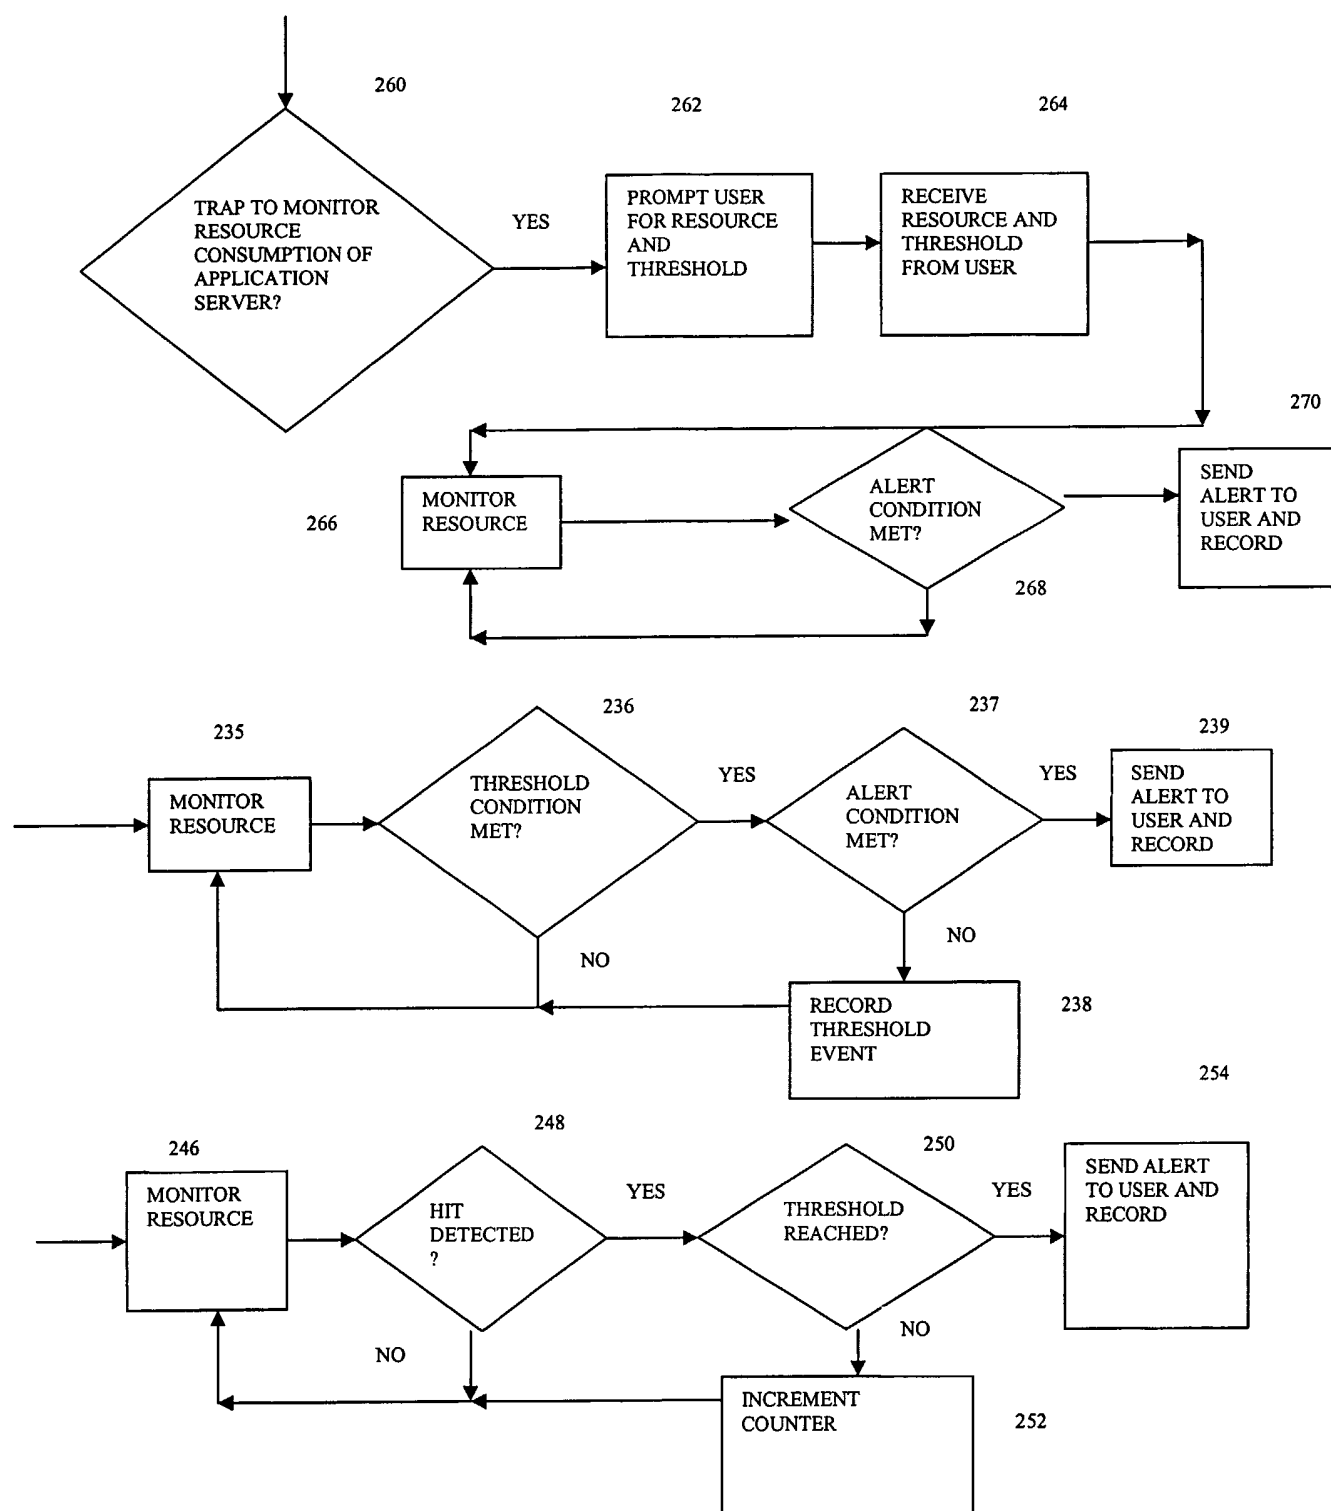 260
262
264
TRAP TO MONITOR
RESOURCE
CONSUMPTION OF
APPLICATION
SERVER?
YES
PROMPT USER
FOR RESOURCE
AND
THRESHOLD
RECEIVE
RESOURCE AND
THRESHOLD
FROM USER
270
266
MONITOR
RESOURCE
ALERT
CONDITION
MET?
268
SEND
ALERT TO
USER AND
RECORD
235
236
237
239
MONITOR
RESOURCE
THRESHOLD
CONDITION
MET?
YES
ALERT
CONDITION
MET?
YES
SEND
ALERT TO
USER AND
RECORD
NO
NO
RECORD
THRESHOLD
EVENT
238
254
246
248
250
MONITOR
RESOURCE
HIT
DETECTED
?
YES
THRESHOLD
REACHED?
YES
SEND ALERT
TO USER AND
RECORD
NO
NO
INCREMENT
COUNTER
252